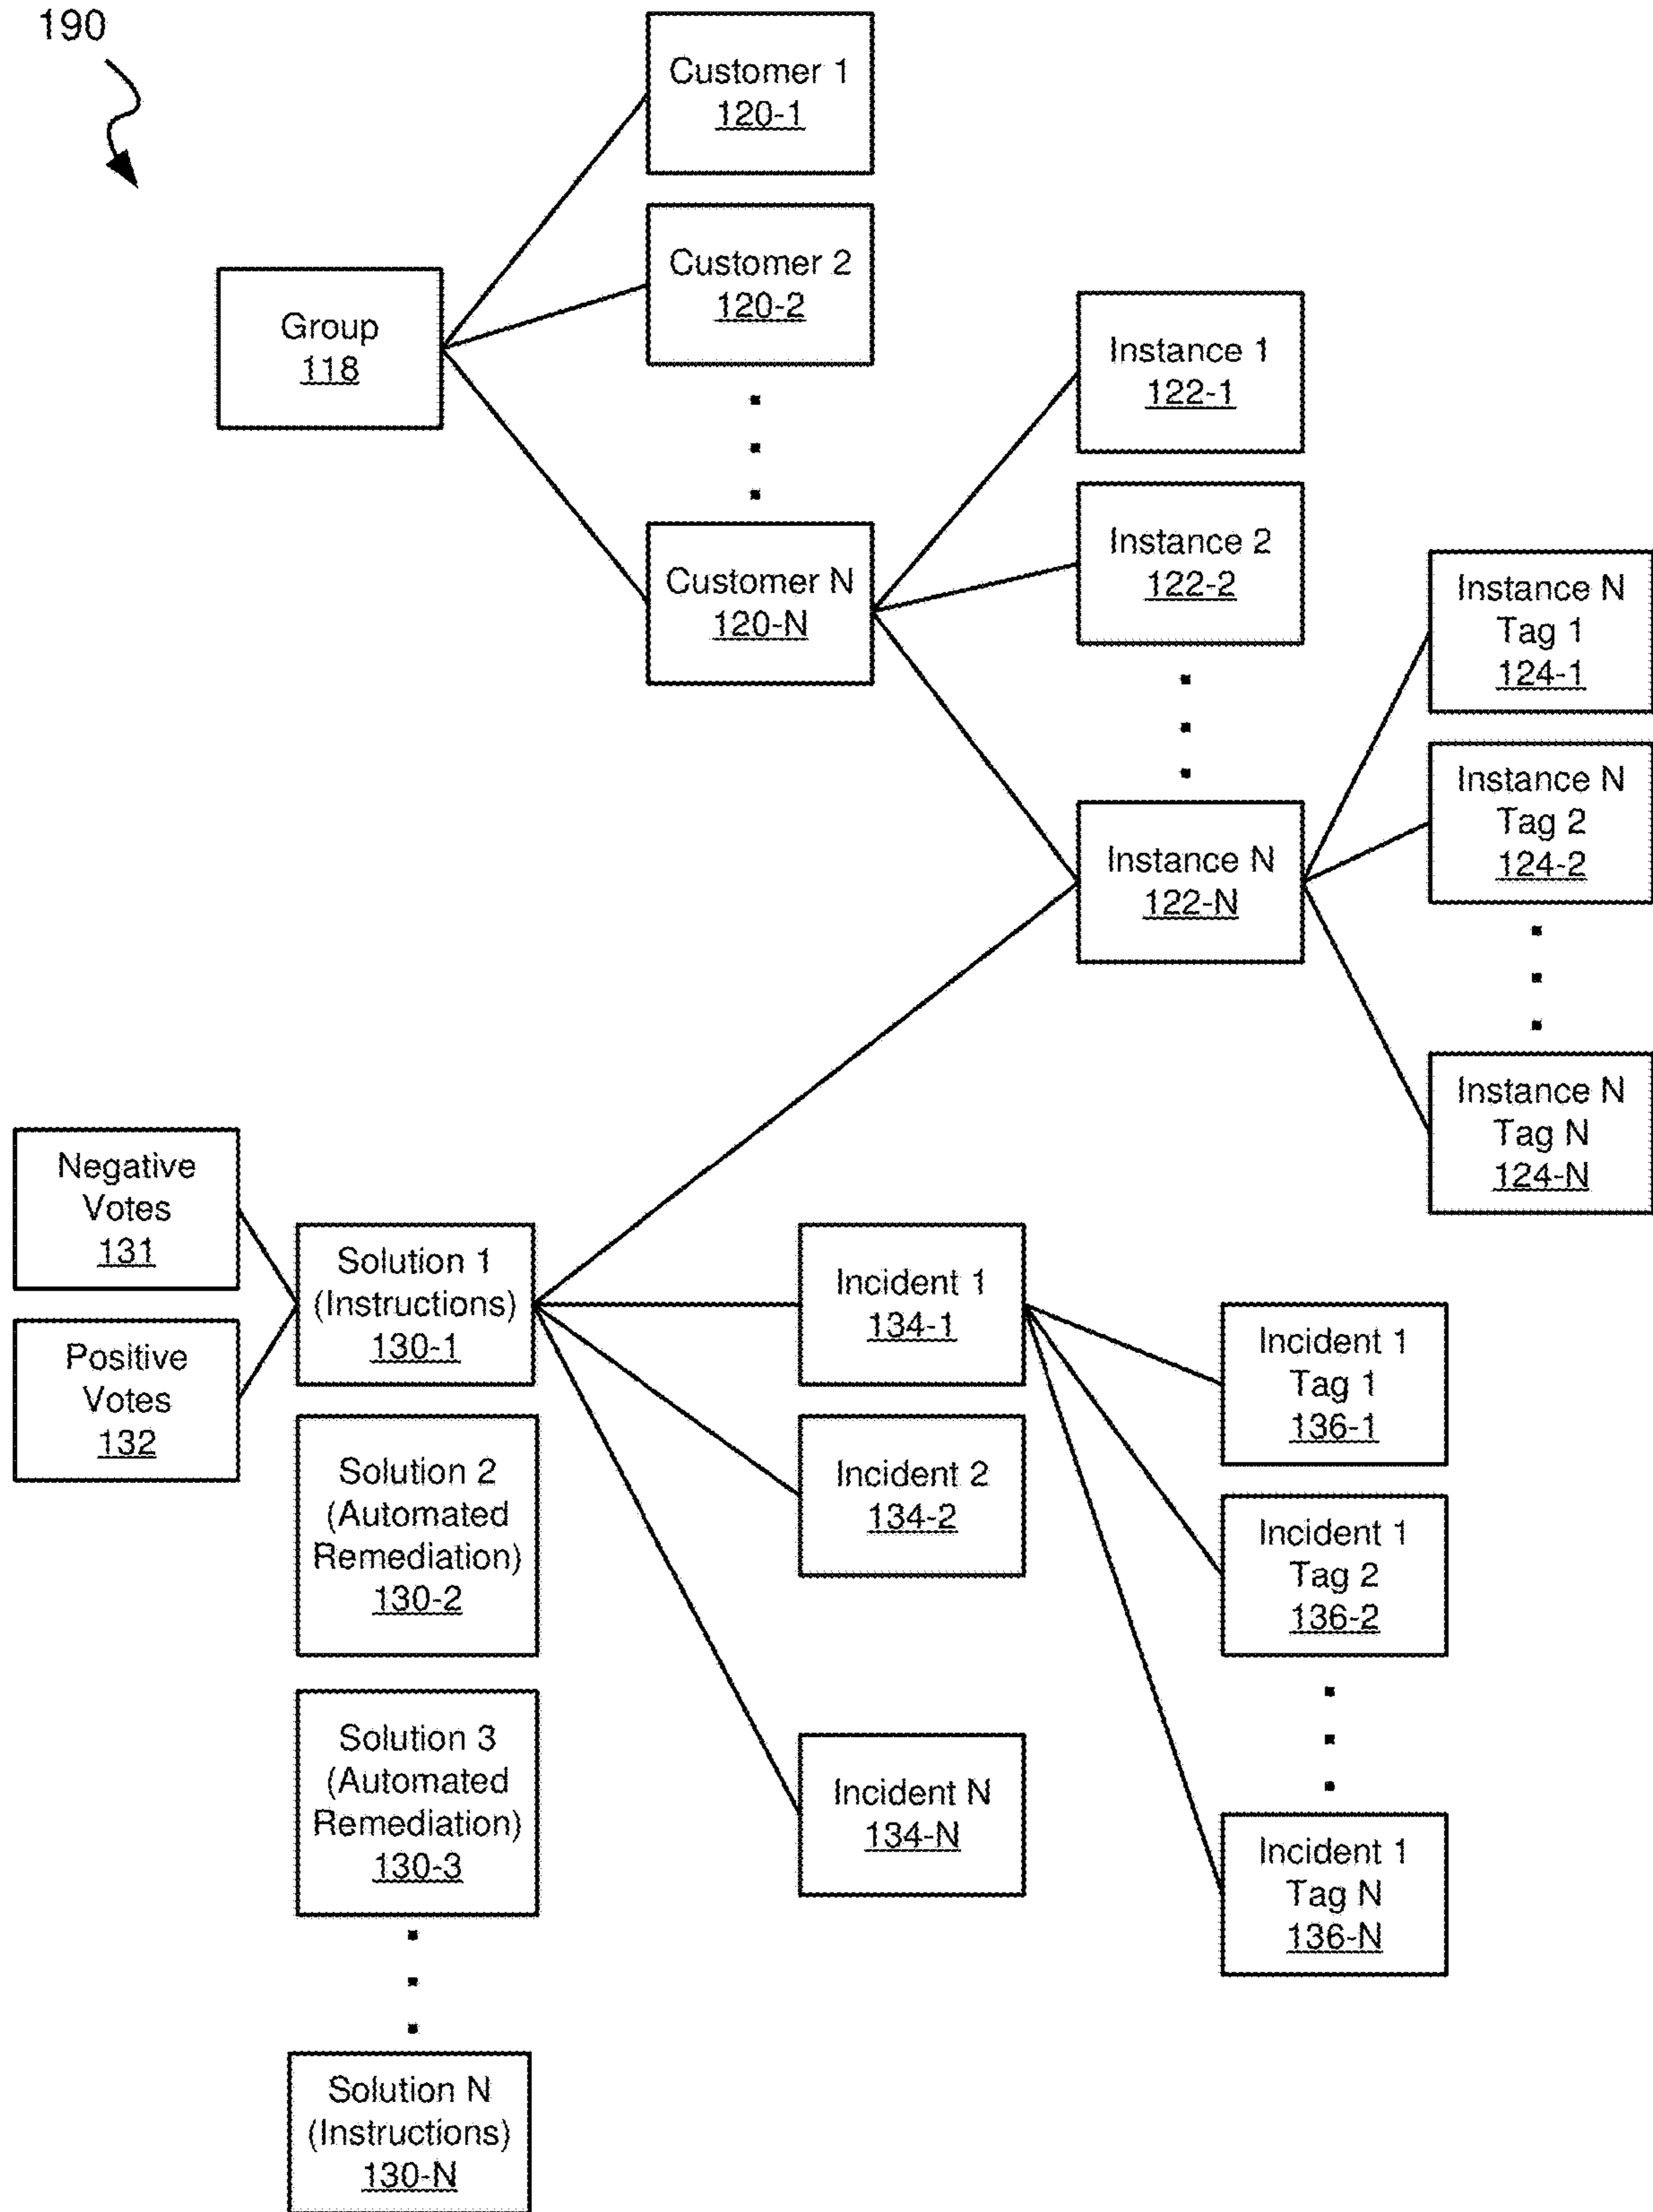 190
Customer 1
120-1
Customer 2
120-2
Group
118
Customer N
120-N
Instance 1
122-1
Instance 2
122-2
Instance N
122-N
Instance N
Tag 1
124-1
Instance N
Tag 2
124-2
Instance N
Tag N
124-N
Negative
Votes
131
Positive
Votes
132
Solution 1
(Instructions)
130-1
Solution 2
(Automated
Remediation)
130-2
Solution 3
(Automated
Remediation)
130-3
Solution N
(Instructions)
130-N
Incident 1
134-1
Incident 2
134-2
Incident N
134-N
Incident 1
Tag 1
136-1
Incident 1
Tag 2
136-2
Incident 1
Tag N
136-N